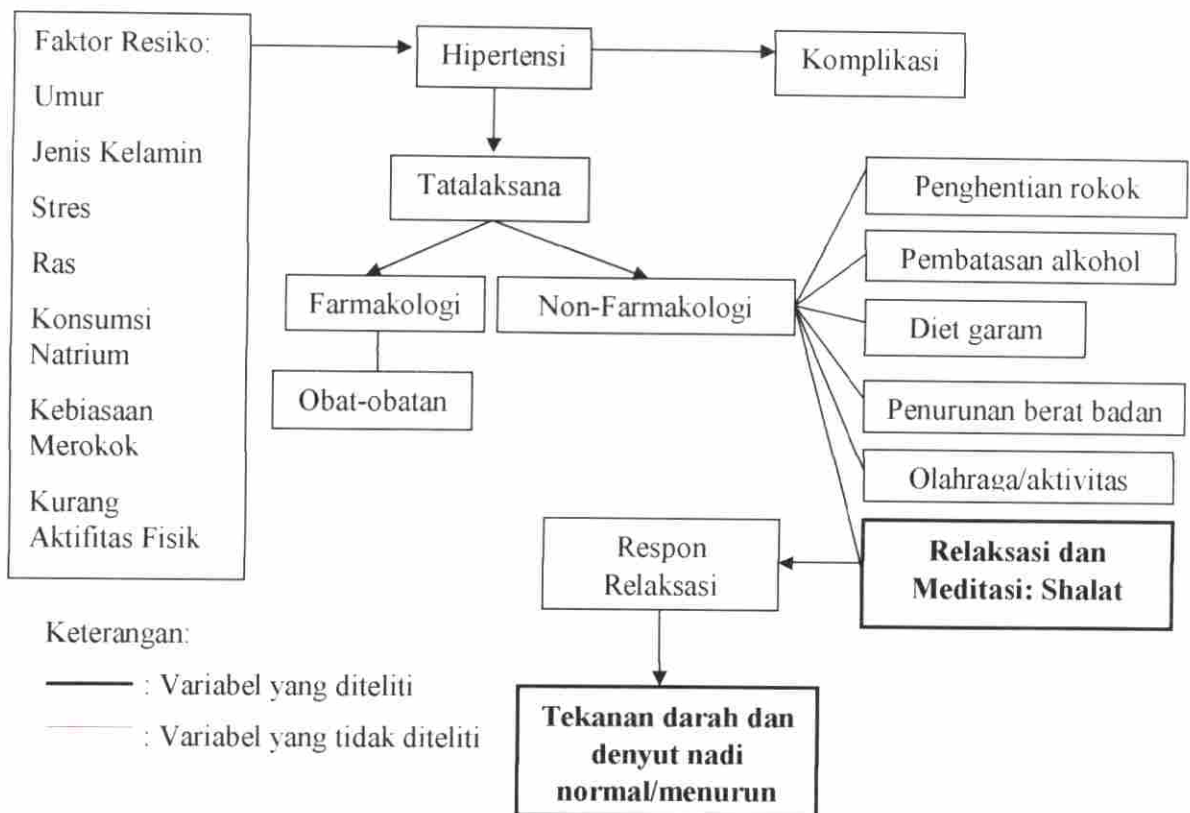 Faktor Resiko:
Umur
Jenis Kelamin
Stres
Ras
Konsumsi
Natrium
Kebiasaan
Merokok
Kurang
Aktifitas Fisik
Hipertensi
Komplikasi
Tatalaksana
Farmakologi
Non-Farmakologi
Obat-obatan
Penghentian rokok
Pembatasan alkohol
Diet garam
Penurunan berat badan
Olahraga/aktivitas
Relaksasi dan
Meditasi: Shalat
Respon
Relaksasi
Tekanan darah dan
denyut nadi
normal/menurun
Keterangan:
: Variabel yang diteliti
: Variabel yang tidak diteliti